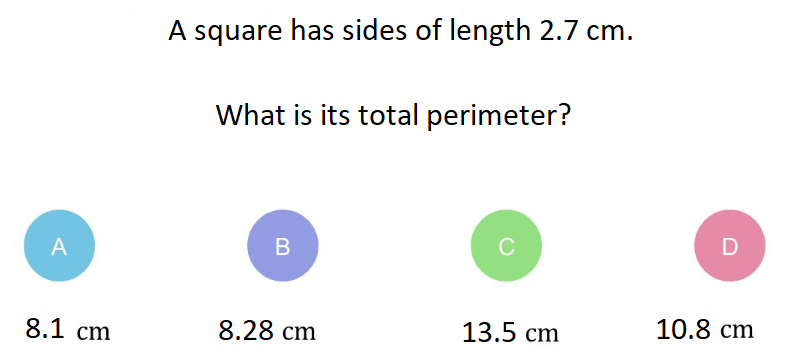 A square has sides of length 2.7 cm.
What is its total perimeter?
A B C D
8.1 cm 8.28 cm 13.5 cm 10.8 cm